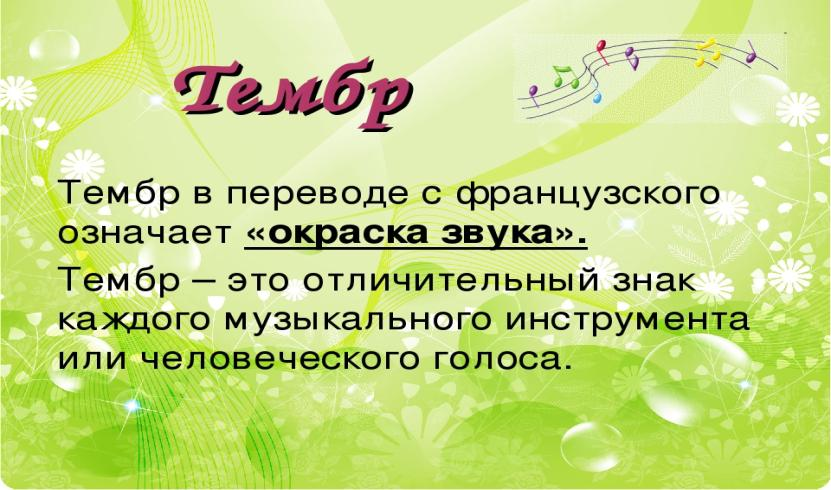 Тембр
Тембр в переводе с французского
означает «окраска звука».
Тембр – это отличительный знак
каждого музыкального инструмента
или человеческого голоса.